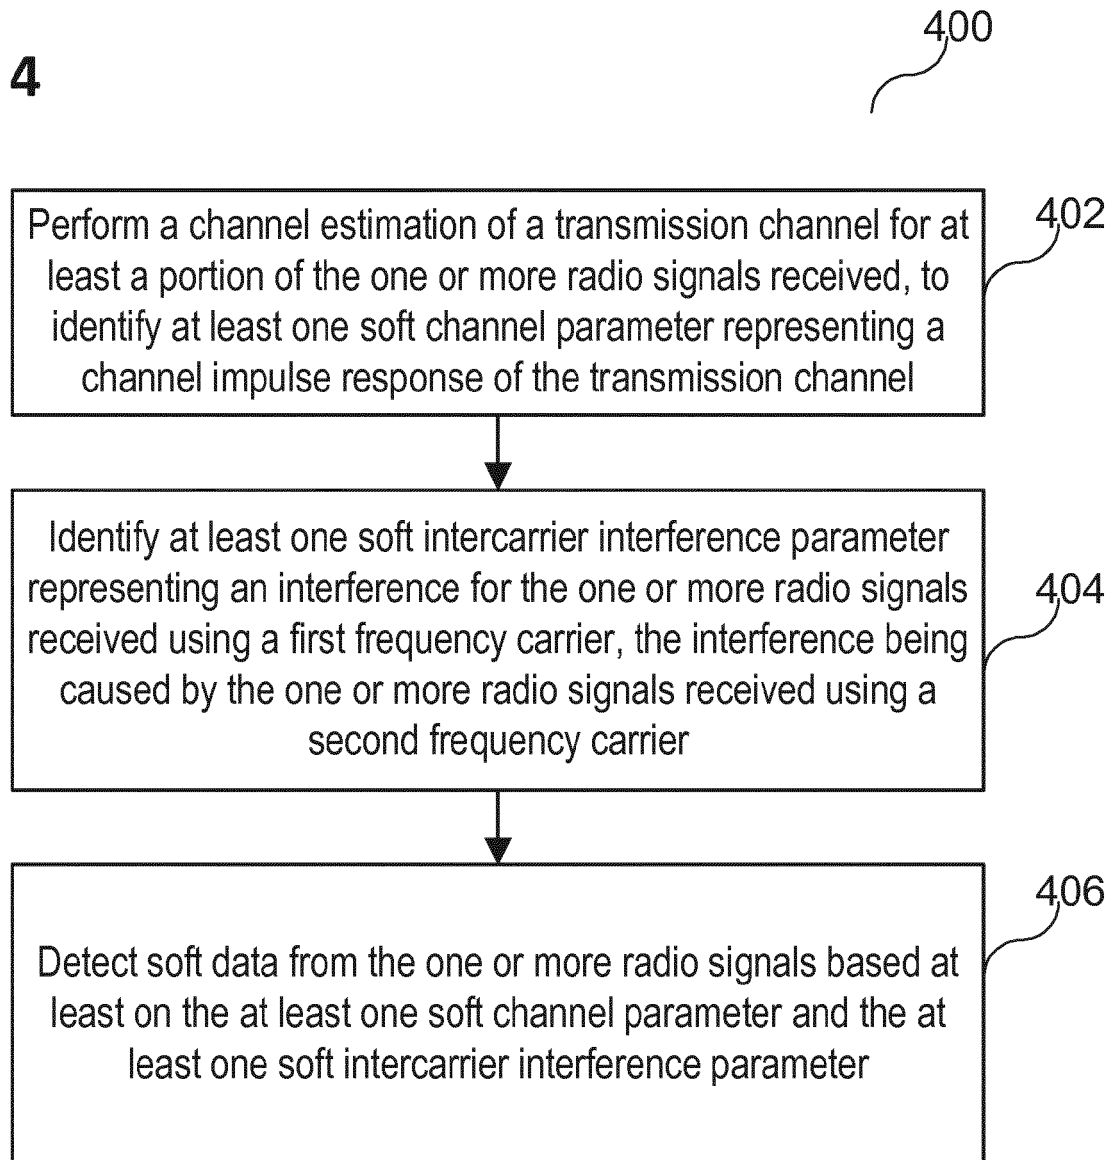 400
4
402
Perform a channel estimation of a transmission channel for at
least a portion of the one or more radio signals received, to
identify at least one soft channel parameter representing a
channel impulse response of the transmission channel
404
Identify at least one soft intercarrier interference parameter
representing an interference for the one or more radio signals
received using a first frequency carrier, the interference being
caused by the one or more radio signals received using a
second frequency carrier
406
Detect soft data from the one or more radio signals based at
least on the at least one soft channel parameter and the at
least one soft intercarrier interference parameter